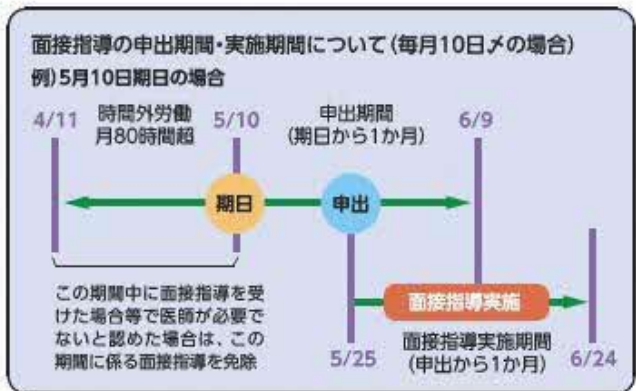 面接指導の申出期間・実施期間について(毎月10日〆の場合)
例)5月10日期日の場合
4/11
時間外労働
月80時間超
5/10
申出期間
(期日から1か月)
6/9
期日
申出
この期間中に面接指導を受
けた場合等で医師が必要で
ないと認めた場合は、この
期間に係る面接指導を免除
面接指導実施
5/25
面接指導実施期間
(申出から1か月)
6/24